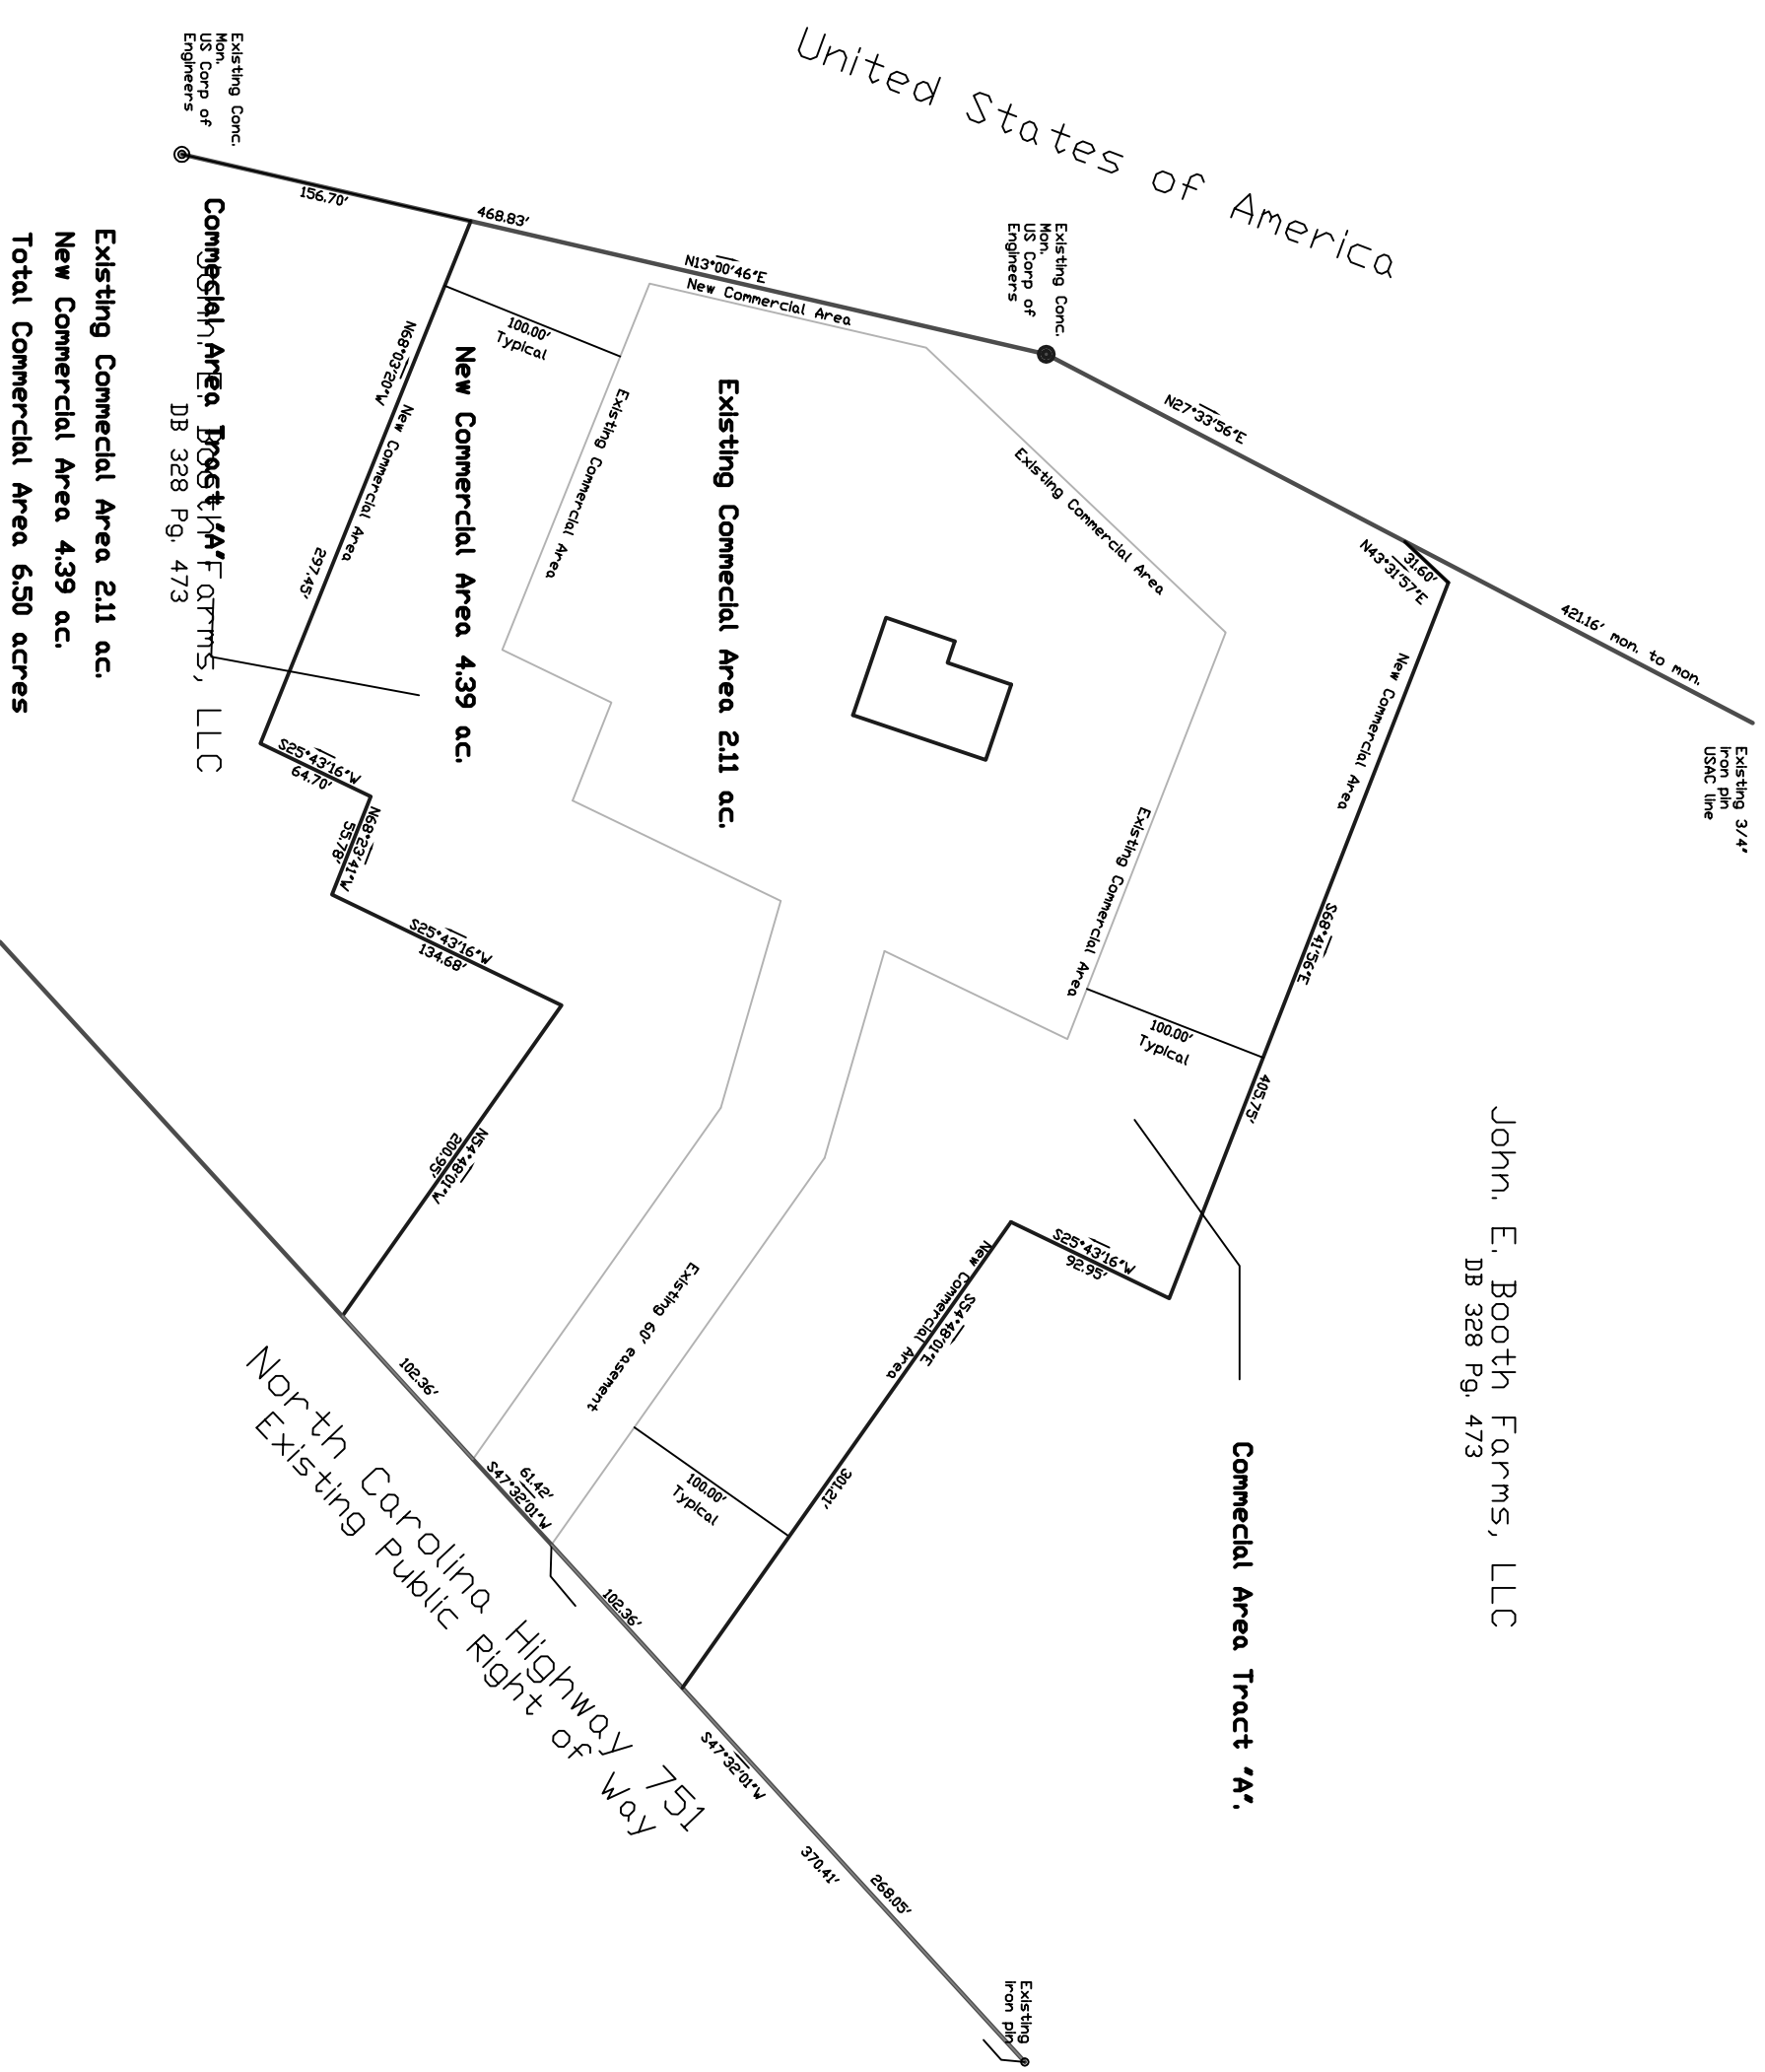 United States of America
Existing Conc.
Mon.
US Corp of
Engineers
156.70'
468.83'
N13°00'46"E
New Commercial Area
Existing Conc.
Mon.
US Corp of
Engineers
N27°33'56"E
31.60'
N43°31'57"E
421.16' mon. to mon.
Existing 3/4"
iron pin
USAC line
Commecial Area Tract "A".
John. E. Booth Farms, LLC
DB 328 Pg. 473
Existing Commecial Area 2.11 ac.
New Commercial Area 4.39 ac.
Total Commercial Area 6.50 acres
N68°03'20"W
New Commercial Area
297.45'
100.00'
Typical
New Commercial Area 4.39 ac.
Existing Commercial Area
Existing Commecial Area 2.11 ac.
Existing Commercial Area
Existing Commercial Area
New Commercial Area
S68°41'56"E
405.75'
100.00'
Typical
S25°43'16"W
64.70'
N68°23'41"W
55.78'
S25°43'16"W
134.68'
N54°48'01"W
200.95'
S25°43'16"W
92.95'
New Commercial Area
S54°48'01"E
301.21'
Existing 60' easement
100.00'
Typical
John. E. Booth Farms, LLC
DB 328 Pg. 473
Commecial Area Tract "A".
102.36'
61.42'
S47°32'01"W
102.36'
North Carolina Highway 751
Existing Public Right of Way
S47°32'01"W
370.41'
268.05'
Existing
iron pin